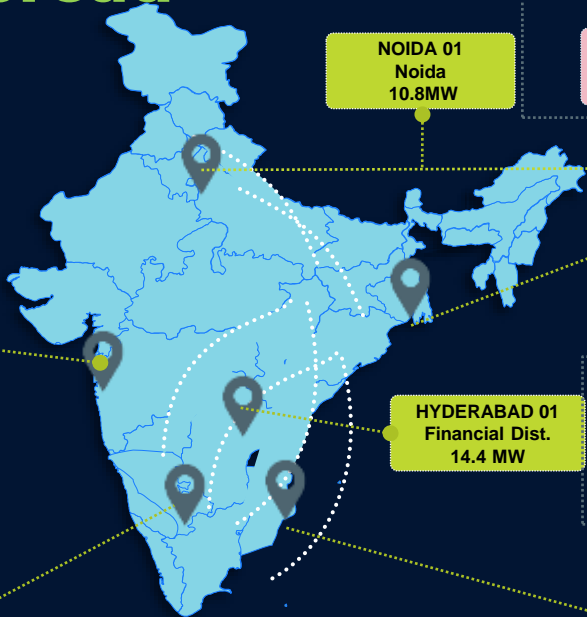 NOIDA 01
Noida
10.8MW
HYDERABAD 01
Financial Dist.
14.4 MW